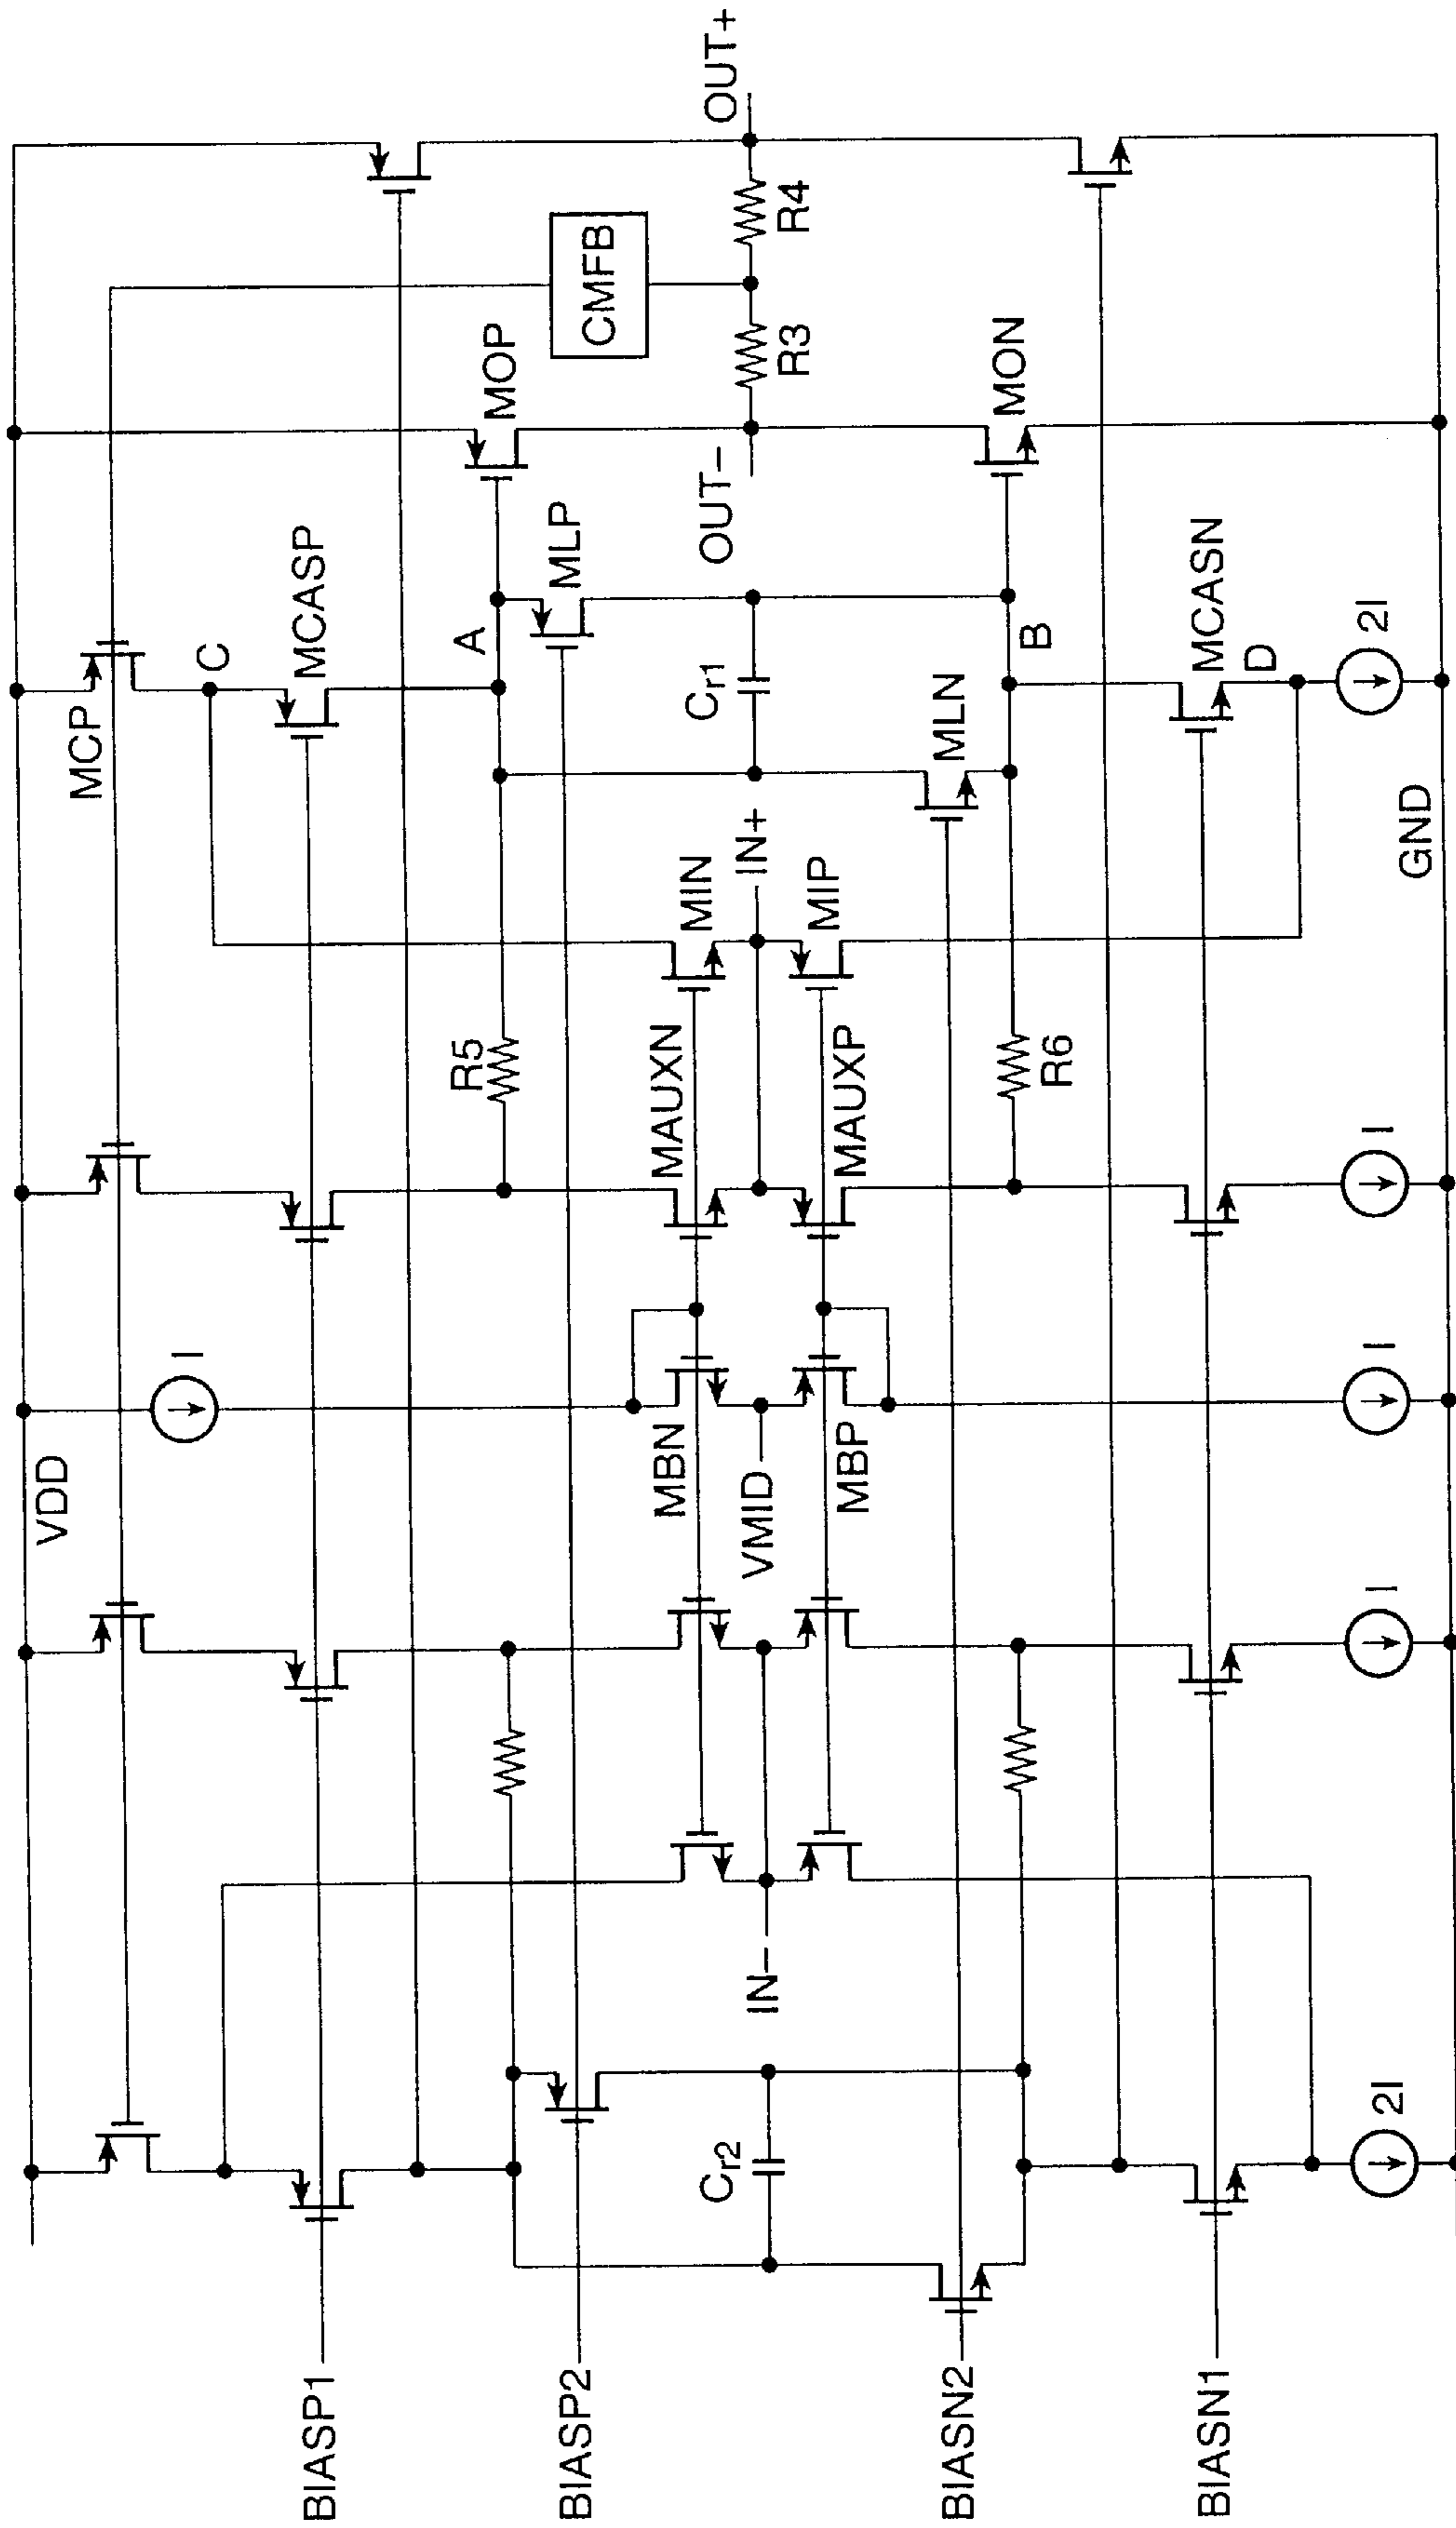 VDD
I
MCP
C
MCASP
BIASP1
MOP
A
MLP
R5
BIASP2
CMFB
MAUXN
MIN
MBN
VMID
IN−
IN+
Cr2
Cr1
OUT−
R3
R4
OUT+
MBP
MAUXP
MIP
MLN
BIASN2
R6
B
MON
MCASN
BIASN1
D
2I
I
I
I
2I
GND